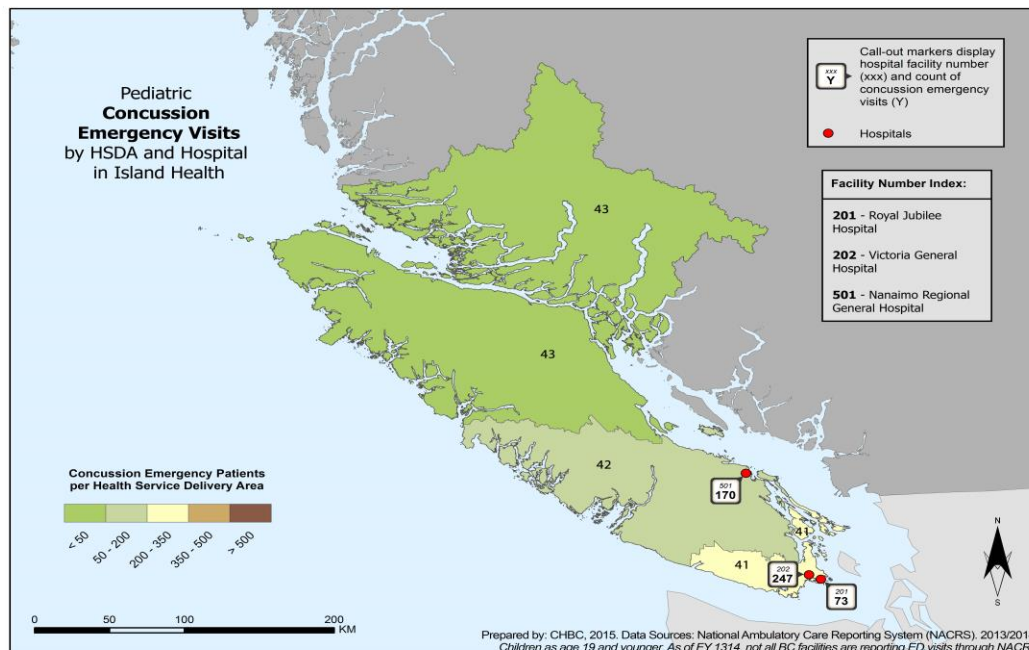 Pediatric
Concussion
Emergency Visits
by HSDA and Hospital
in Island Health
xxx
Y
Call-out markers display
hospital facility number
(xxx) and count of
concussion emergency
visits (Y)
Hospitals
Facility Number Index:
201 - Royal Jubilee
Hospital
202 - Victoria General
Hospital
501 - Nanaimo Regional
General Hospital
43
43
42
501
170
41
41
202
247
201
73
Concussion Emergency Patients
per Health Service Delivery Area
< 50
50 - 200
200 - 350
350 - 500
> 500
N
S
0 50 100 200
KM
Prepared by: CHBC, 2015. Data Sources: National Ambulatory Care Reporting System (NACRS). 2013/201
Children as age 19 and younger. As of FY 1314, not all BC facilities are reporting ED visits through NACR